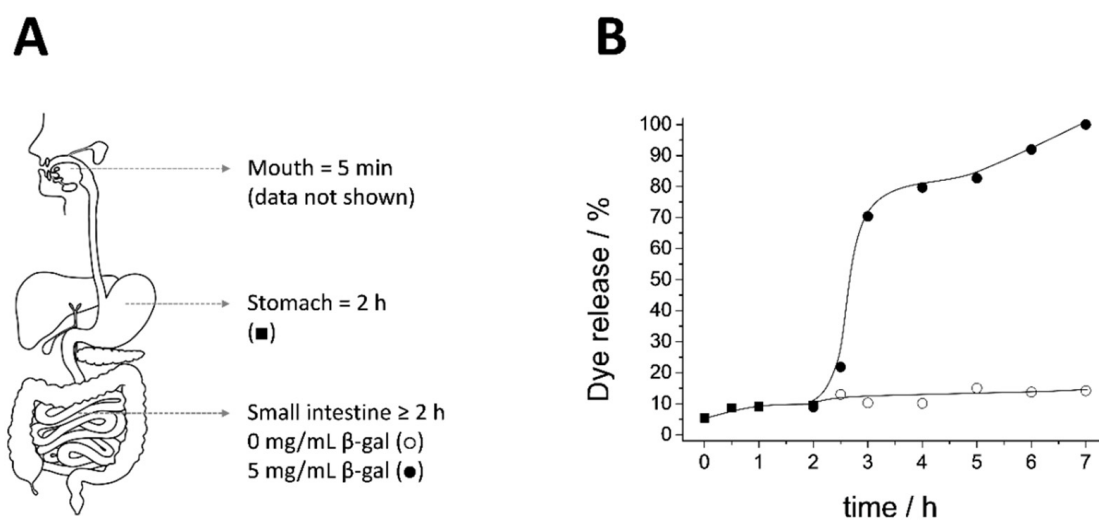 A
Mouth = 5 min
(data not shown)
Stomach = 2 h
(■)
Small intestine ≥ 2 h
0 mg/mL β-gal (○)
5 mg/mL β-gal (●)
B
Dye release / %
100
90
80
70
60
50
40
30
20
10
0
0 1 2 3 4 5 6 7
time / h